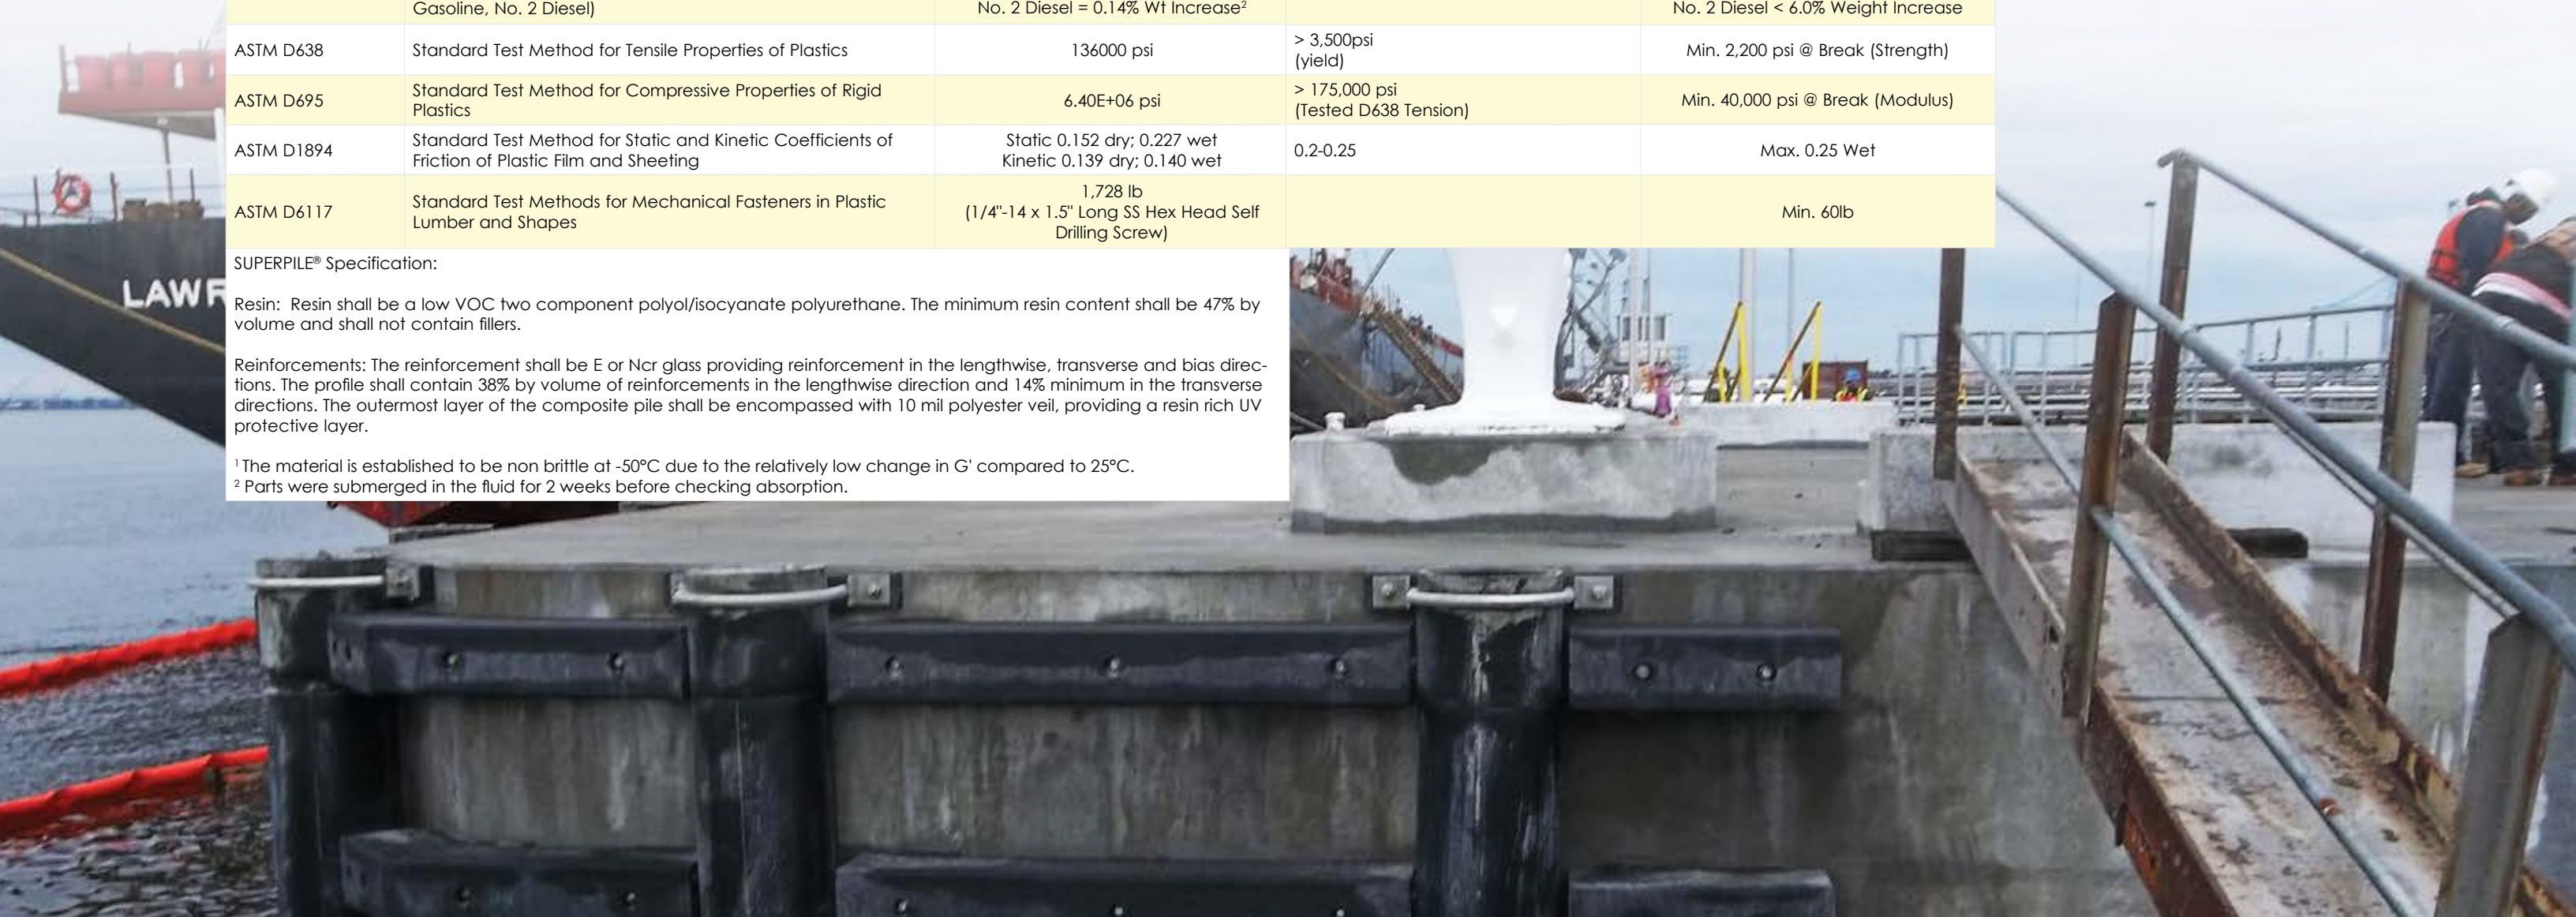 Gasoline, No. 2 Diesel)
No. 2 Diesel = 0.14% Wt Increase²
No. 2 Diesel < 6.0% Weight Increase
ASTM D638
Standard Test Method for Tensile Properties of Plastics
136000 psi
> 3,500psi
(yield)
Min. 2,200 psi @ Break (Strength)
ASTM D695
Standard Test Method for Compressive Properties of Rigid
Plastics
6.40E+06 psi
> 175,000 psi
(Tested D638 Tension)
Min. 40,000 psi @ Break (Modulus)
ASTM D1894
Standard Test Method for Static and Kinetic Coefficients of
Friction of Plastic Film and Sheeting
Static 0.152 dry; 0.227 wet
Kinetic 0.139 dry; 0.140 wet
0.2-0.25
Max. 0.25 Wet
ASTM D6117
Standard Test Methods for Mechanical Fasteners in Plastic
Lumber and Shapes
1,728 lb
(1/4"-14 x 1.5" Long SS Hex Head Self
Drilling Screw)
Min. 60lb
SUPERPILE® Specification:
Resin:  Resin shall be a low VOC two component polyol/isocyanate polyurethane. The minimum resin content shall be 47% by
volume and shall not contain fillers.
Reinforcements: The reinforcement shall be E or Ncr glass providing reinforcement in the lengthwise, transverse and bias direc-
tions. The profile shall contain 38% by volume of reinforcements in the lengthwise direction and 14% minimum in the transverse
directions. The outermost layer of the composite pile shall be encompassed with 10 mil polyester veil, providing a resin rich UV
protective layer.
¹ The material is established to be non brittle at -50°C due to the relatively low change in G' compared to 25°C.
² Parts were submerged in the fluid for 2 weeks before checking absorption.
LAWR